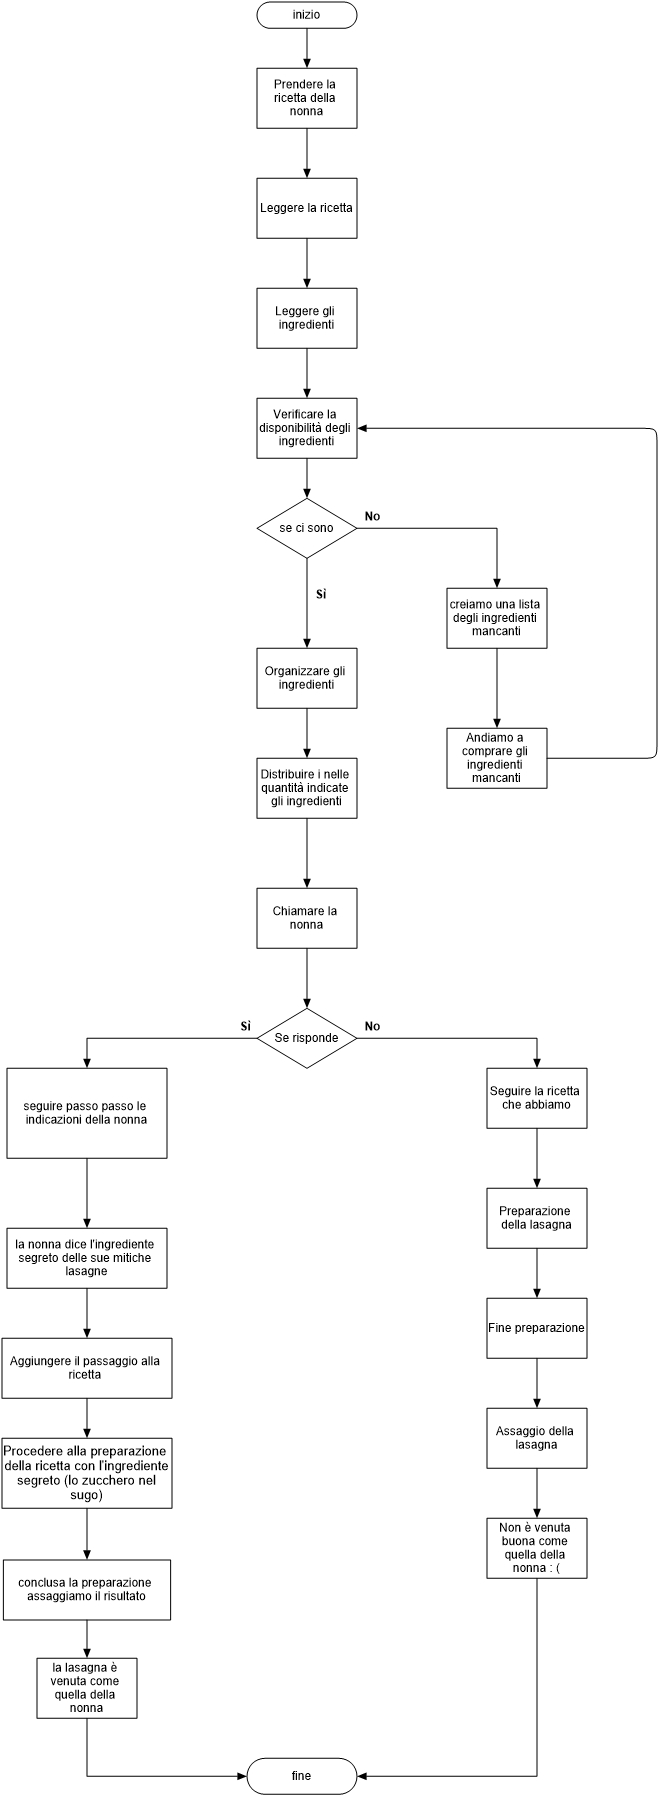 inizio
Prendere la
ricetta della
nonna
Leggere la ricetta
Leggere gli
ingredienti
Verificare la
disponibilità degli
ingredienti
se ci sono
No
Sì
creiamo una lista
degli ingredienti
mancanti
Organizzare gli
ingredienti
Andiamo a
comprare gli
ingredienti
mancanti
Distribuire i nelle
quantità indicate
gli ingredienti
Chiamare la
nonna
Se risponde
Sì
No
seguire passo passo le
indicazioni della nonna
la nonna dice l'ingrediente
segreto delle sue mitiche
lasagne
Aggiungere il passaggio alla
ricetta
Procedere alla preparazione
della ricetta con l'ingrediente
segreto (lo zucchero nel
sugo)
conclusa la preparazione
assaggiamo il risultato
la lasagna è
venuta come
quella della
nonna
Seguire la ricetta
che abbiamo
Preparazione
della lasagna
Fine preparazione
Assaggio della
lasagna
Non è venuta
buona come
quella della
nonna : (
fine